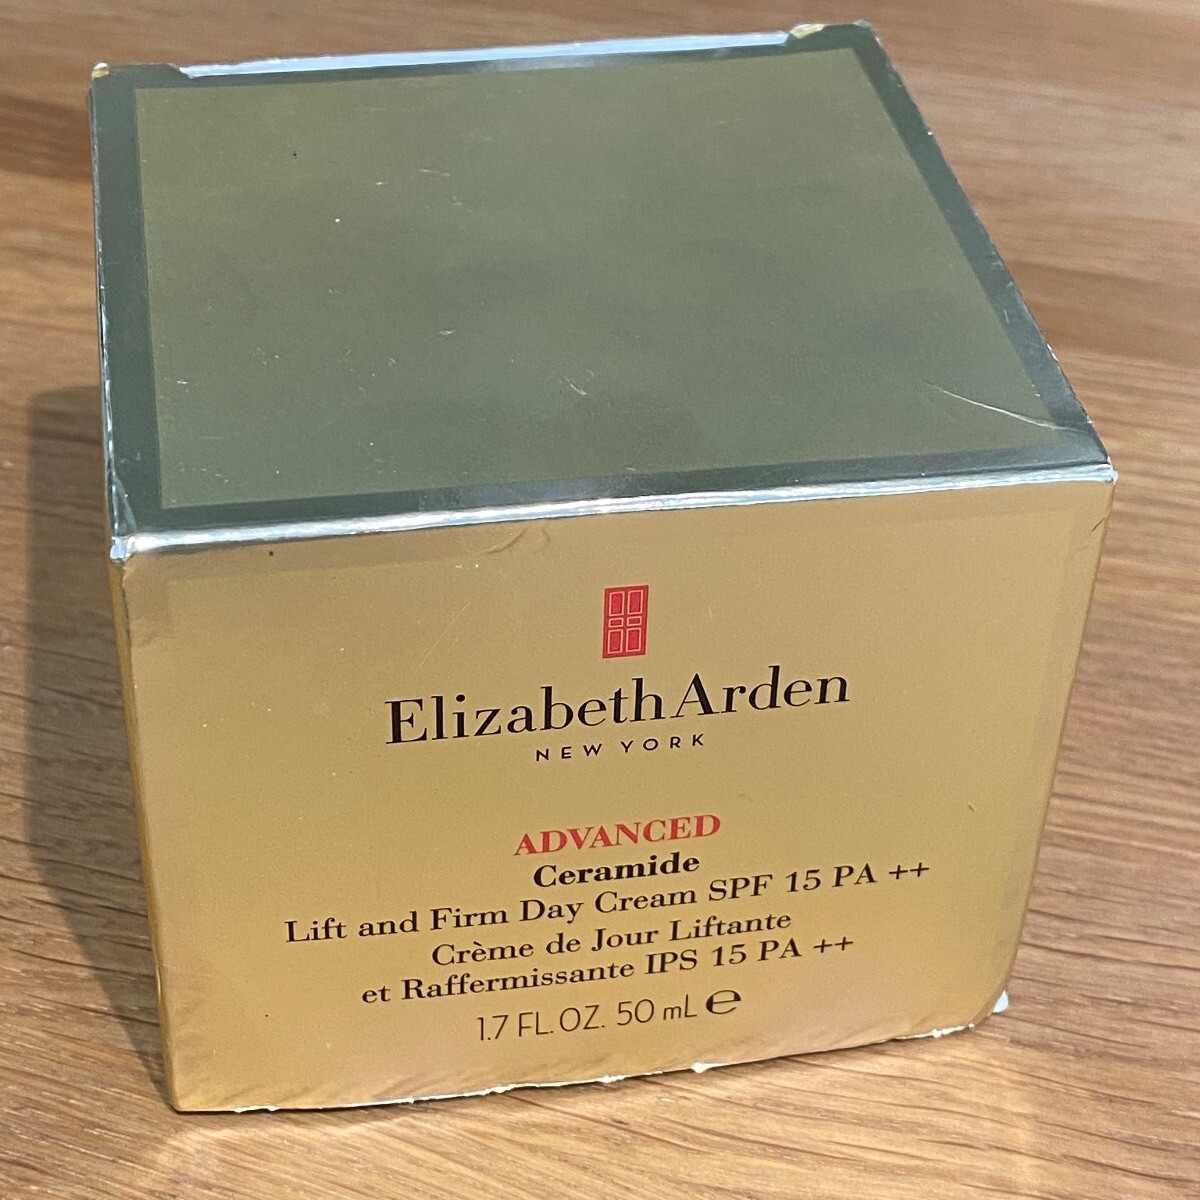 Elizabeth Arden
NEW YORK
ADVANCED
Ceramide
Lift and Firm Day Cream SPF 15 PA ++
Crème de Jour Liftante
et Raffermissante IPS 15 PA ++
1.7 FL. OZ. 50 mL ℮